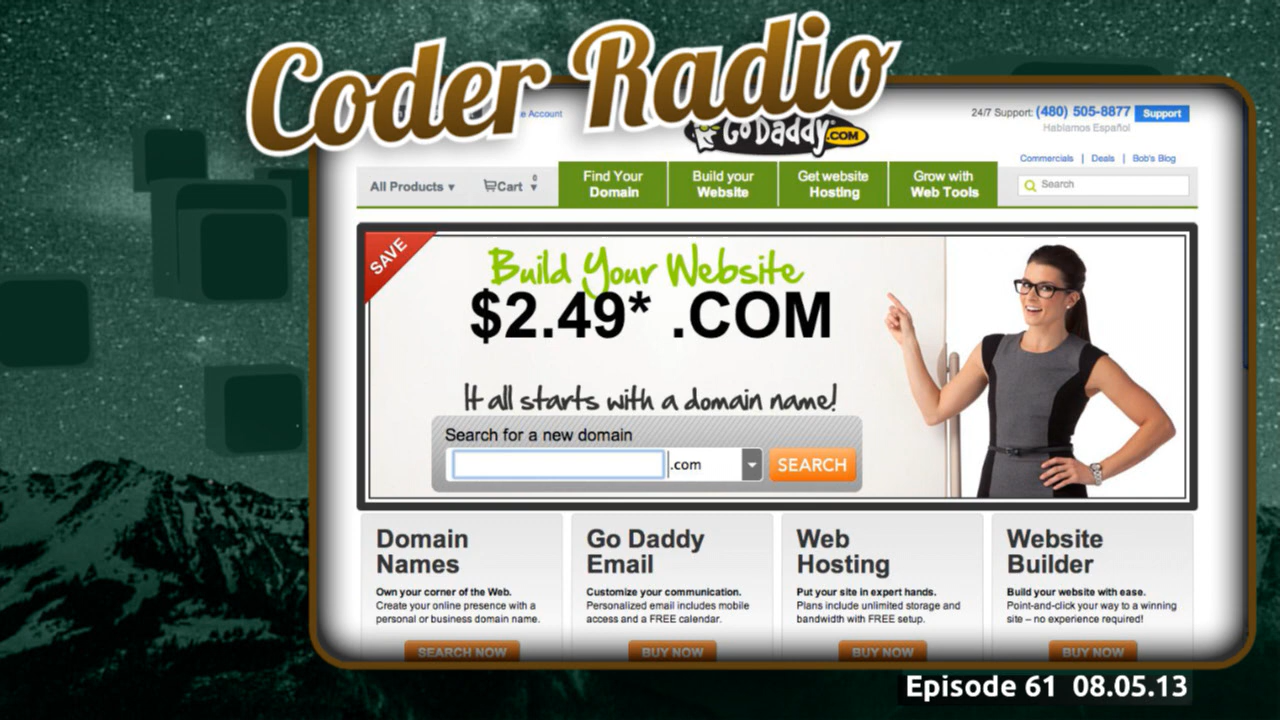 Coder Radio
e Account
24/7 Support: (480) 505-8877 Support
Hablamos Español
GoDaddy.COM
Commercials | Deals | Bob's Blog
All Products
Cart 0
Find Your Domain
Build your Website
Get website Hosting
Grow with Web Tools
Search
SAVE
Build Your Website
$2.49* .COM
It all starts with a domain name!
Search for a new domain
.com
SEARCH
Domain
Names
Own your corner of the Web.
Create your online presence with a
personal or business domain name.
SEARCH NOW
Go Daddy
Email
Customize your communication.
Personalized email includes mobile
access and a FREE calendar.
BUY NOW
Web
Hosting
Put your site in expert hands.
Plans include unlimited storage and
bandwidth with FREE setup.
BUY NOW
Website
Builder
Build your website with ease.
Point-and-click your way to a winning
site – no experience required!
BUY NOW
Episode 61 08.05.13